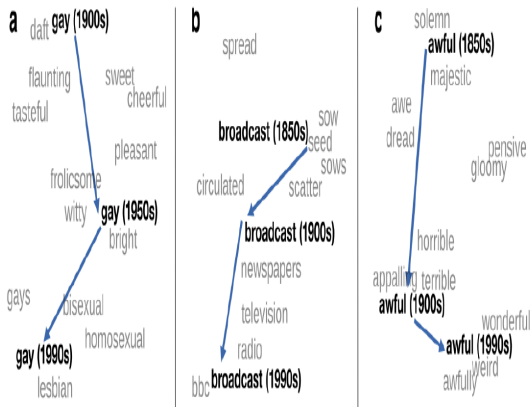 a
daft gay (1900s)
flaunting sweet
cheerful
tasteful
pleasant
frolicsome
witty gay (1950s)
bright
gays bisexual
homosexual
gay (1990s)
lesbian
b
spread
sow
broadcast (1850s) seed
sows
circulated scatter
broadcast (1900s)
newspapers
television
radio
bbc broadcast (1990s)
c
solemn
awful (1850s)
majestic
awe
dread pensive
gloomy
horrible
appalling terrible
awful (1900s)
wonderful
awful (1990s)
weird
awfully